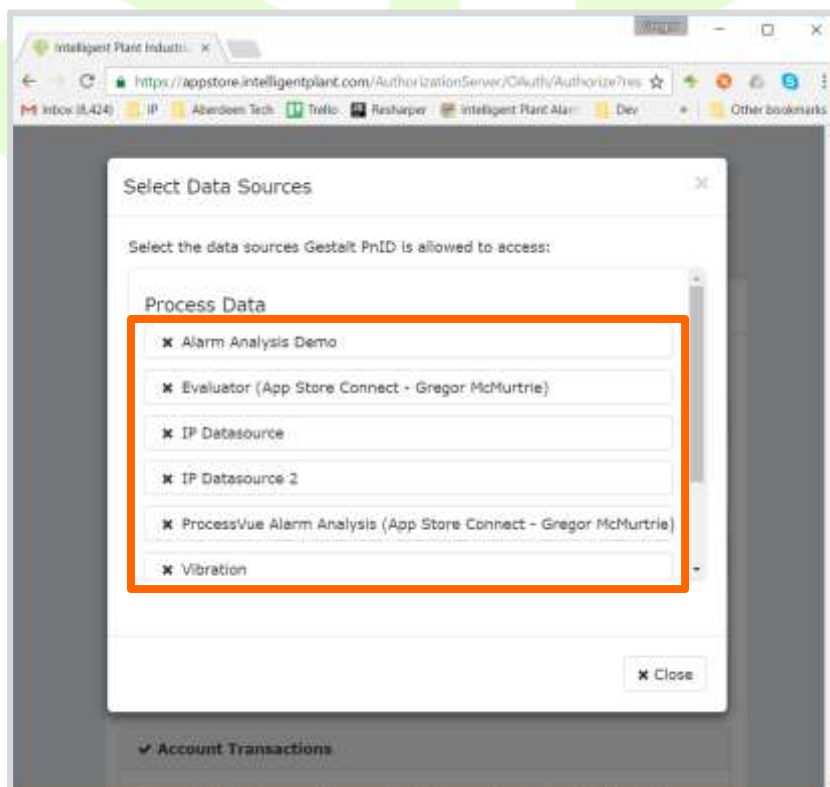 Intelligent Plant Industri
https://appstore.intelligentplant.com/AuthorizationServer/OAuth/Authorize?res
Inbox (8,424) IP Aberdeen Tech Trello Resharper Intelligent Plant Alar Dev » Other bookmarks
Select Data Sources
Select the data sources Gestalt PnID is allowed to access:
Process Data
Alarm Analysis Demo
Evaluator (App Store Connect - Gregor McMurtrie)
IP Datasource
IP Datasource 2
ProcessVue Alarm Analysis (App Store Connect - Gregor McMurtrie)
Vibration
Close
Account Transactions